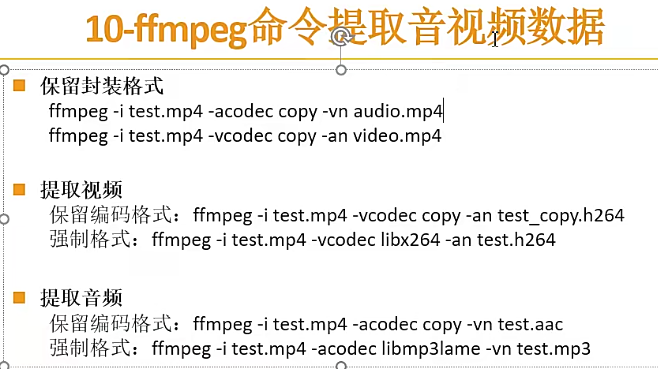 10-ffmpeg命令提取音视频数据
保留封装格式
ffmpeg -i test.mp4 -acodec copy -vn audio.mp4
ffmpeg -i test.mp4 -vcodec copy -an video.mp4
提取视频
保留编码格式：ffmpeg -i test.mp4 -vcodec copy -an test_copy.h264
强制格式：ffmpeg -i test.mp4 -vcodec libx264 -an test.h264
提取音频
保留编码格式：ffmpeg -i test.mp4 -acodec copy -vn test.aac
强制格式：ffmpeg -i test.mp4 -acodec libmp3lame -vn test.mp3